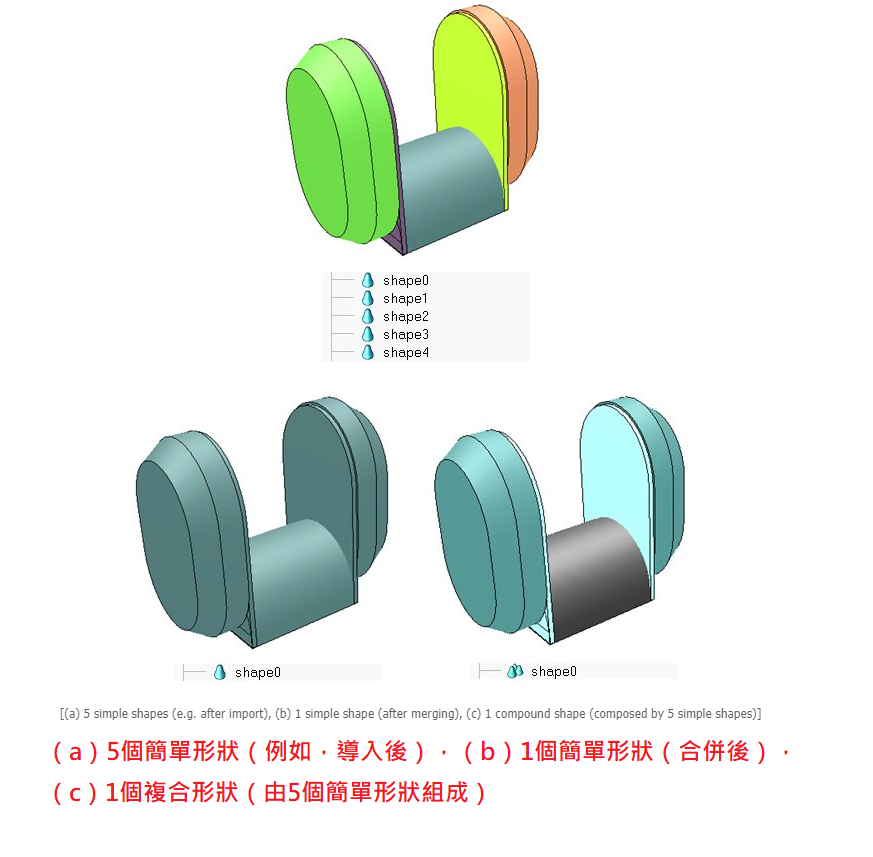 shape0
shape1
shape2
shape3
shape4
shape0
shape0
[(a) 5 simple shapes (e.g. after import), (b) 1 simple shape (after merging), (c) 1 compound shape (composed by 5 simple shapes)]
（a）5個簡單形狀（例如，導入後），（b）1個簡單形狀（合併後），
（c）1個複合形狀（由5個簡單形狀組成）